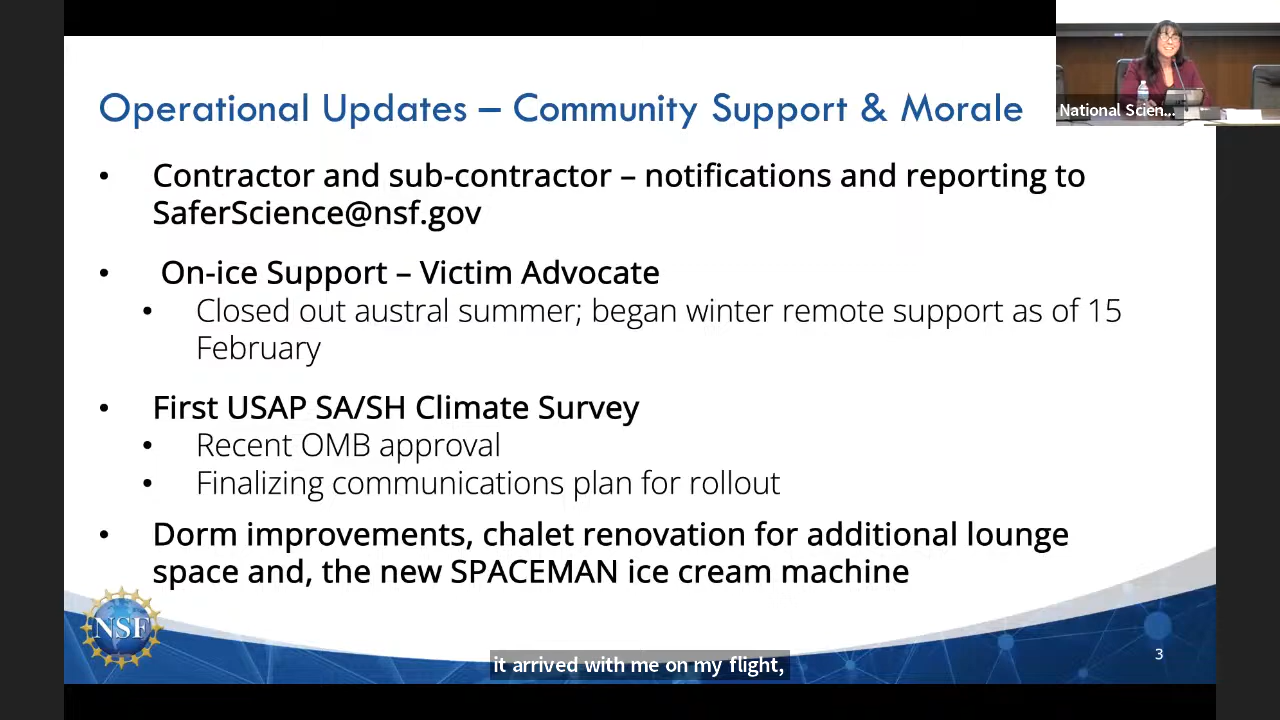 Operational Updates – Community Support & Morale
National Scien...
• Contractor and sub-contractor – notifications and reporting to
SaferScience@nsf.gov
• On-ice Support – Victim Advocate
• Closed out austral summer; began winter remote support as of 15
February
• First USAP SA/SH Climate Survey
• Recent OMB approval
• Finalizing communications plan for rollout
• Dorm improvements, chalet renovation for additional lounge
space and, the new SPACEMAN ice cream machine
NSF
it arrived with me on my flight,
3